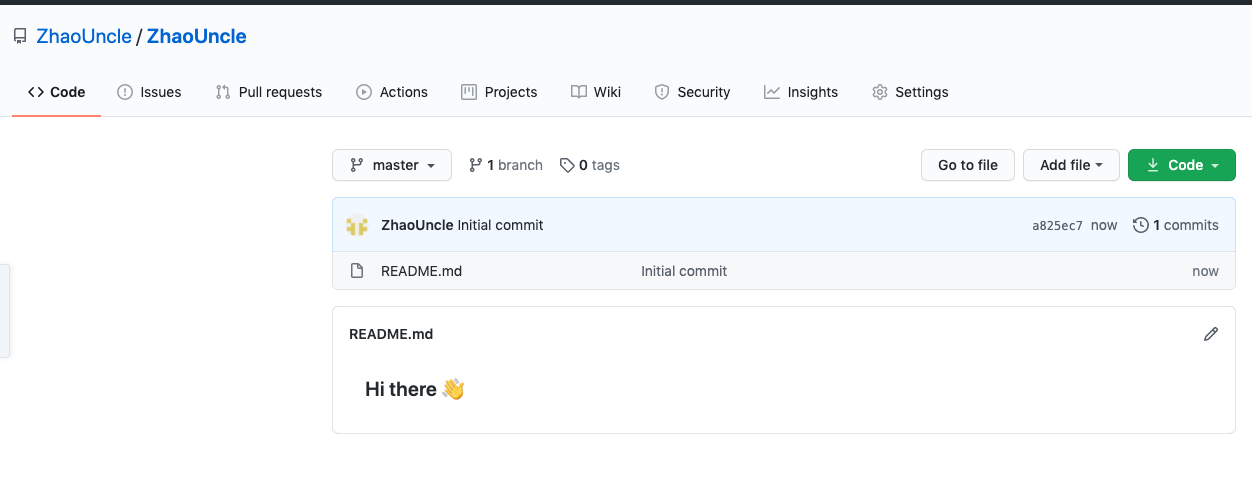 ZhaoUncle / ZhaoUncle
Code Issues Pull requests Actions Projects Wiki Security Insights Settings
master 1 branch 0 tags Go to file Add file Code
ZhaoUncle Initial commit a825ec7 now 1 commits
README.md Initial commit now
README.md
Hi there 👋